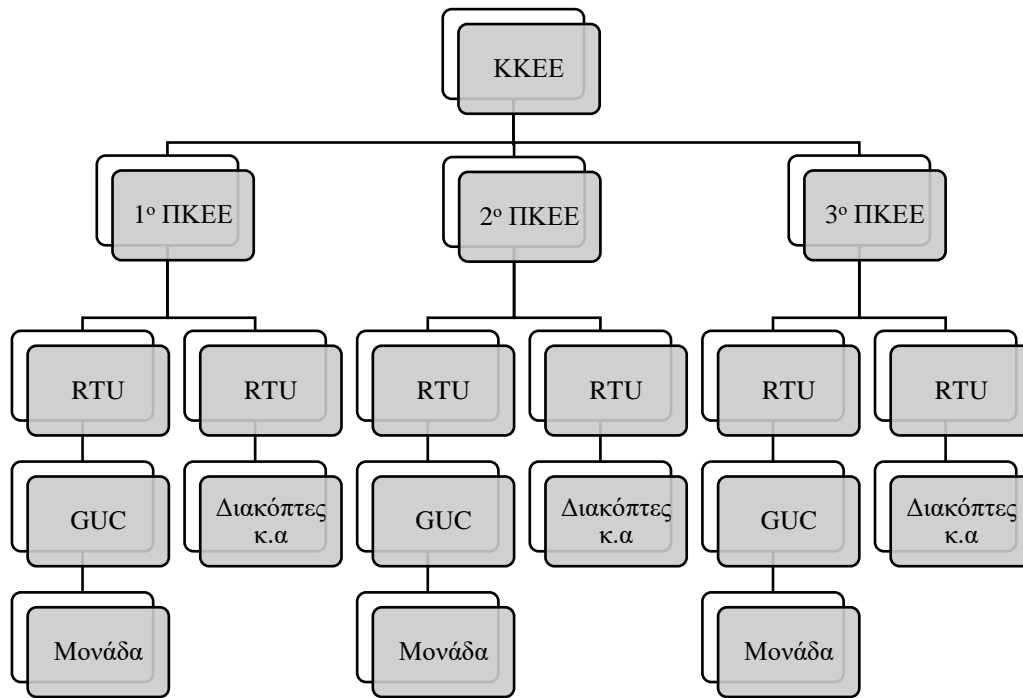 ΚΚΕΕ
1ο ΠΚΕΕ
2ο ΠΚΕΕ
3ο ΠΚΕΕ
RTU
RTU
RTU
RTU
RTU
RTU
GUC
Διακόπτες
κ.α
GUC
Διακόπτες
κ.α
GUC
Διακόπτες
κ.α
Μονάδα
Μονάδα
Μονάδα